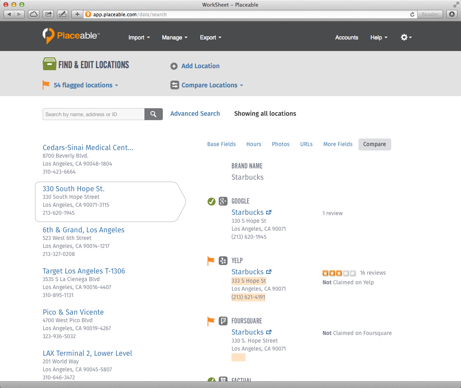 WorkSheet – Placeable
app.placeable.com/data/search
Reader
Placeable™
Import
Manage
Export
Accounts
Help
FIND & EDIT LOCATIONS
Add Location
54 flagged locations
Compare Locations
Search by name, address or ID
Advanced Search
Showing all locations
Base Fields
Hours
Photos
URLs
More Fields
Compare
Cedars-Sinai Medical Cent...
8700 Beverly Blvd.
Los Angeles, CA 90048-1804
310-423-6664
330 South Hope St.
330 South Hope Street
Los Angeles, CA 90071-3115
213-620-1945
6th & Grand, Los Angeles
523 West 6th Street
Los Angeles, CA 90014-1217
213-327-0208
Target Los Angeles T-1306
3535 S La Cienega Blvd
Los Angeles, CA 90016-4407
310-895-1131
Pico & San Vicente
4700 West Pico Blvd
Los Angeles, CA 90019-4267
323-936-5032
LAX Terminal 2, Lower Level
201 World Way
Los Angeles, CA 90045-5807
310-646-3472
BRAND NAME
Starbucks
GOOGLE
Starbucks
330 S Hope St
Los Angeles, CA 90071
(213) 620-1945
1 review
YELP
Starbucks
333 S Hope St
Los Angeles, CA 90071
(213) 621-4191
16 reviews
Not Claimed on Yelp
FOURSQUARE
Starbucks
330 S. Hope Street
Los Angeles, CA 90071
Not Claimed on Foursquare
FACTUAL